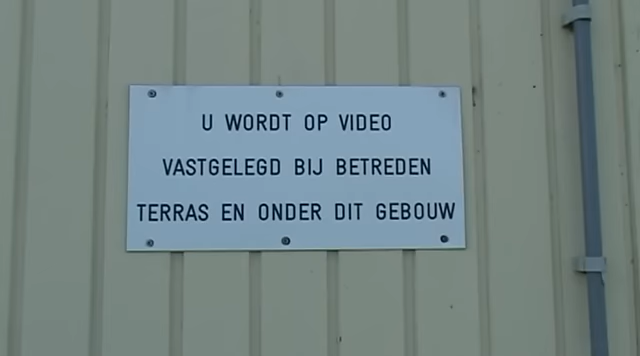 U WORDT OP VIDEO
VASTGELEGD BIJ BETREDEN
TERRAS EN ONDER DIT GEBOUW